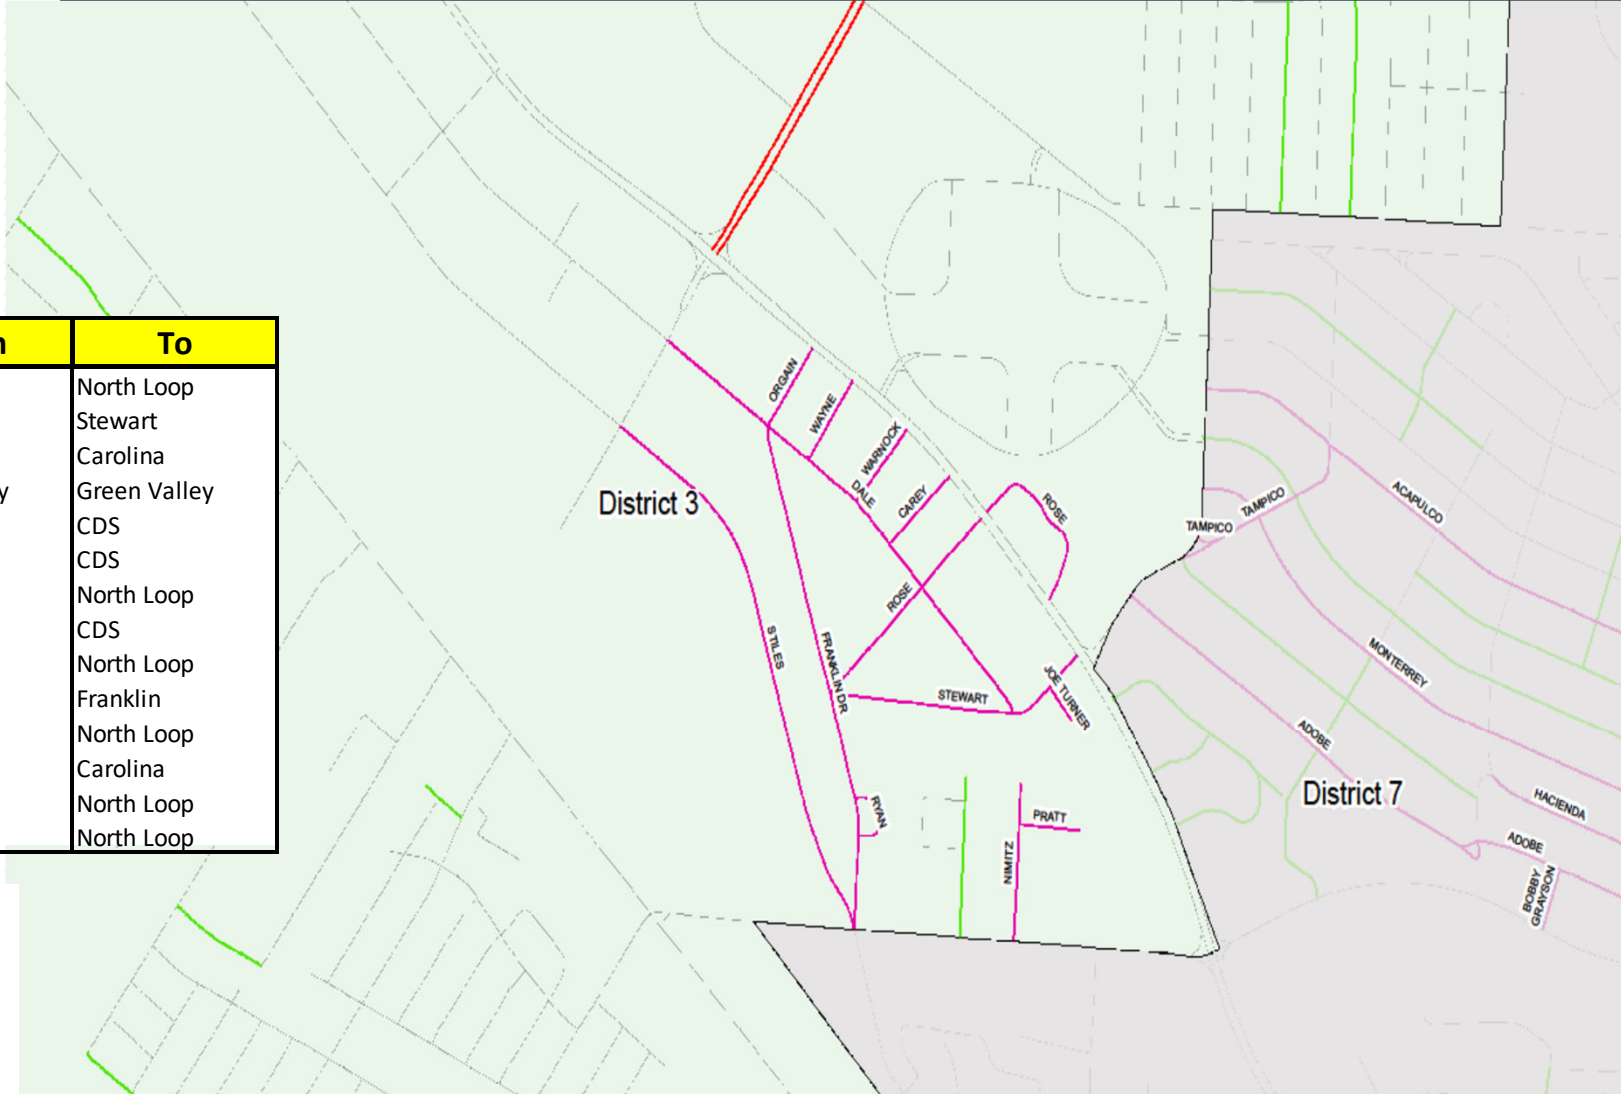 n To
North Loop
Stewart
Carolina
y Green Valley
CDS
CDS
North Loop
CDS
North Loop
Franklin
North Loop
Carolina
North Loop
North Loop
ORGAIN
WAYNE
WARNOCK
DALE
CAREY
ROSE
District 3
ROSE
STILES
FRANKLIN DR
STEWART
JOE TURNER
RYAN
PRATT
NIMITZ
TAMPICO
TAMPICO
ACAPULCO
MONTERREY
ADOBE
District 7
HACIENDA
ADOBE
BOBBY
GRAYSON